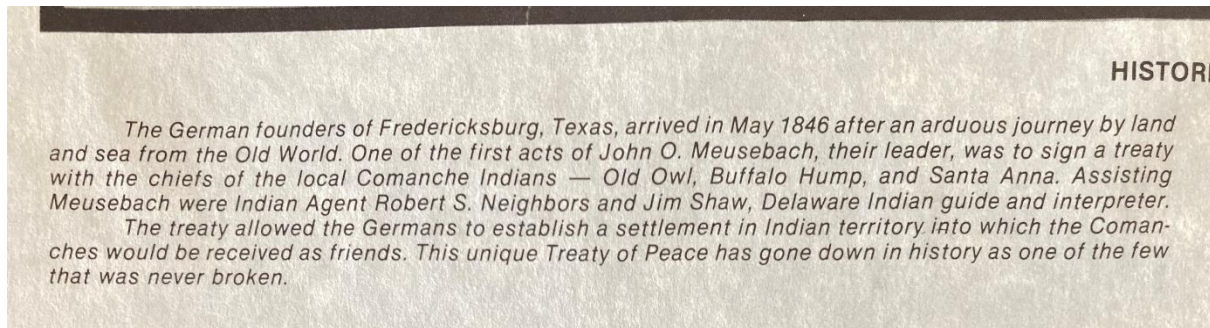 HISTORI
The German founders of Fredericksburg, Texas, arrived in May 1846 after an arduous journey by land
and sea from the Old World. One of the first acts of John O. Meusebach, their leader, was to sign a treaty
with the chiefs of the local Comanche Indians — Old Owl, Buffalo Hump, and Santa Anna. Assisting
Meusebach were Indian Agent Robert S. Neighbors and Jim Shaw, Delaware Indian guide and interpreter.
The treaty allowed the Germans to establish a settlement in Indian territory into which the Coman-
ches would be received as friends. This unique Treaty of Peace has gone down in history as one of the few
that was never broken.